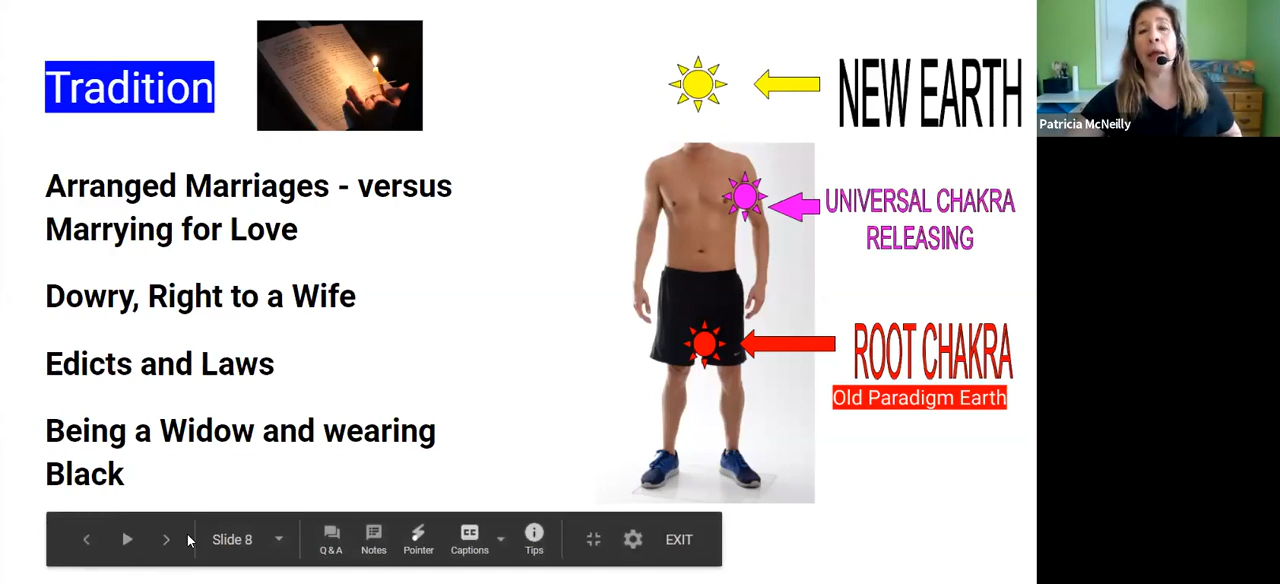 Tradition
NEW EARTH
Patricia McNeilly
Arranged Marriages - versus
Marrying for Love
UNIVERSAL CHAKRA
RELEASING
Dowry, Right to a Wife
Edicts and Laws
ROOT CHAKRA
Old Paradigm Earth
Being a Widow and wearing
Black
Slide 8
Q&A
Notes
Pointer
CC
Captions
Tips
EXIT